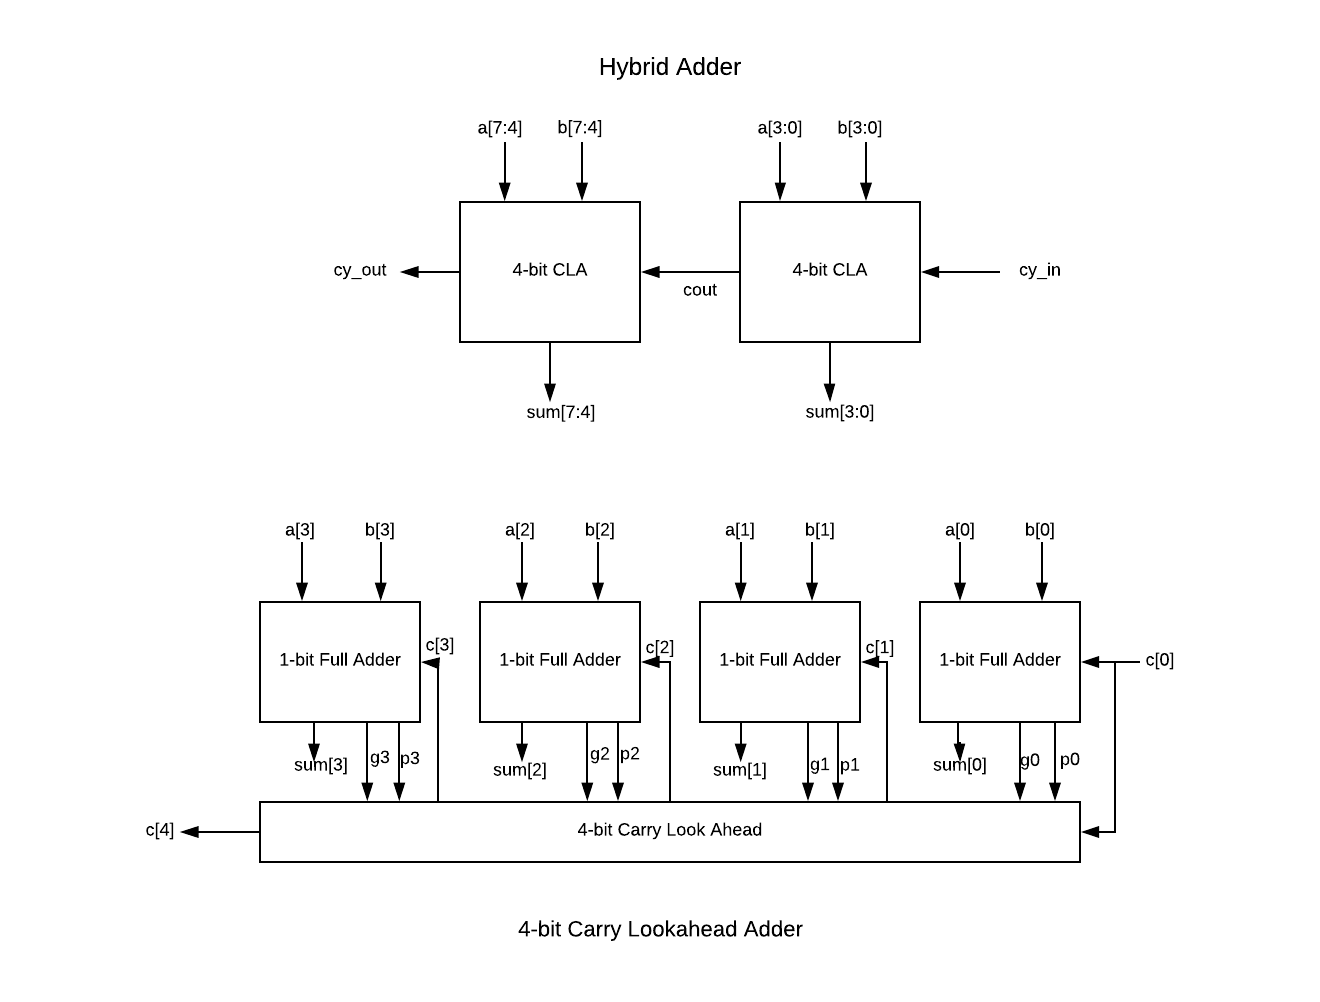 Hybrid Adder
a[7:4] b[7:4] a[3:0] b[3:0]
cy_out 4-bit CLA 4-bit CLA cy_in
cout
sum[7:4] sum[3:0]
a[3] b[3] a[2] b[2] a[1] b[1] a[0] b[0]
c[3] c[2] c[1]
1-bit Full Adder 1-bit Full Adder 1-bit Full Adder 1-bit Full Adder c[0]
sum[3] g3 p3 sum[2] g2 p2 sum[1] g1 p1 sum[0] g0 p0
c[4] 4-bit Carry Look Ahead
4-bit Carry Lookahead Adder